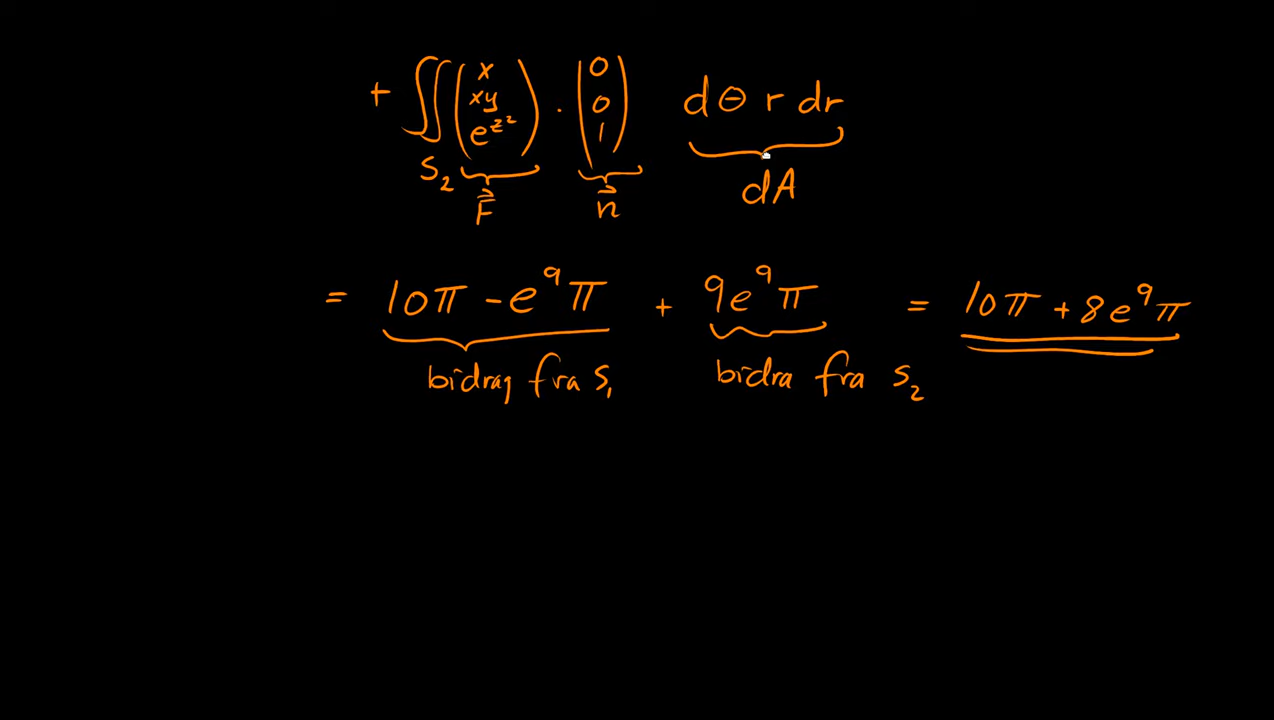 + ∬_{S₂} (x, xy, e^{z²}) · (0, 0, 1) dθ r dr
F⃗ n⃗ dA
= 10π − e⁹π + 9e⁹π = 10π + 8e⁹π
bidrag fra S₁ bidra fra S₂